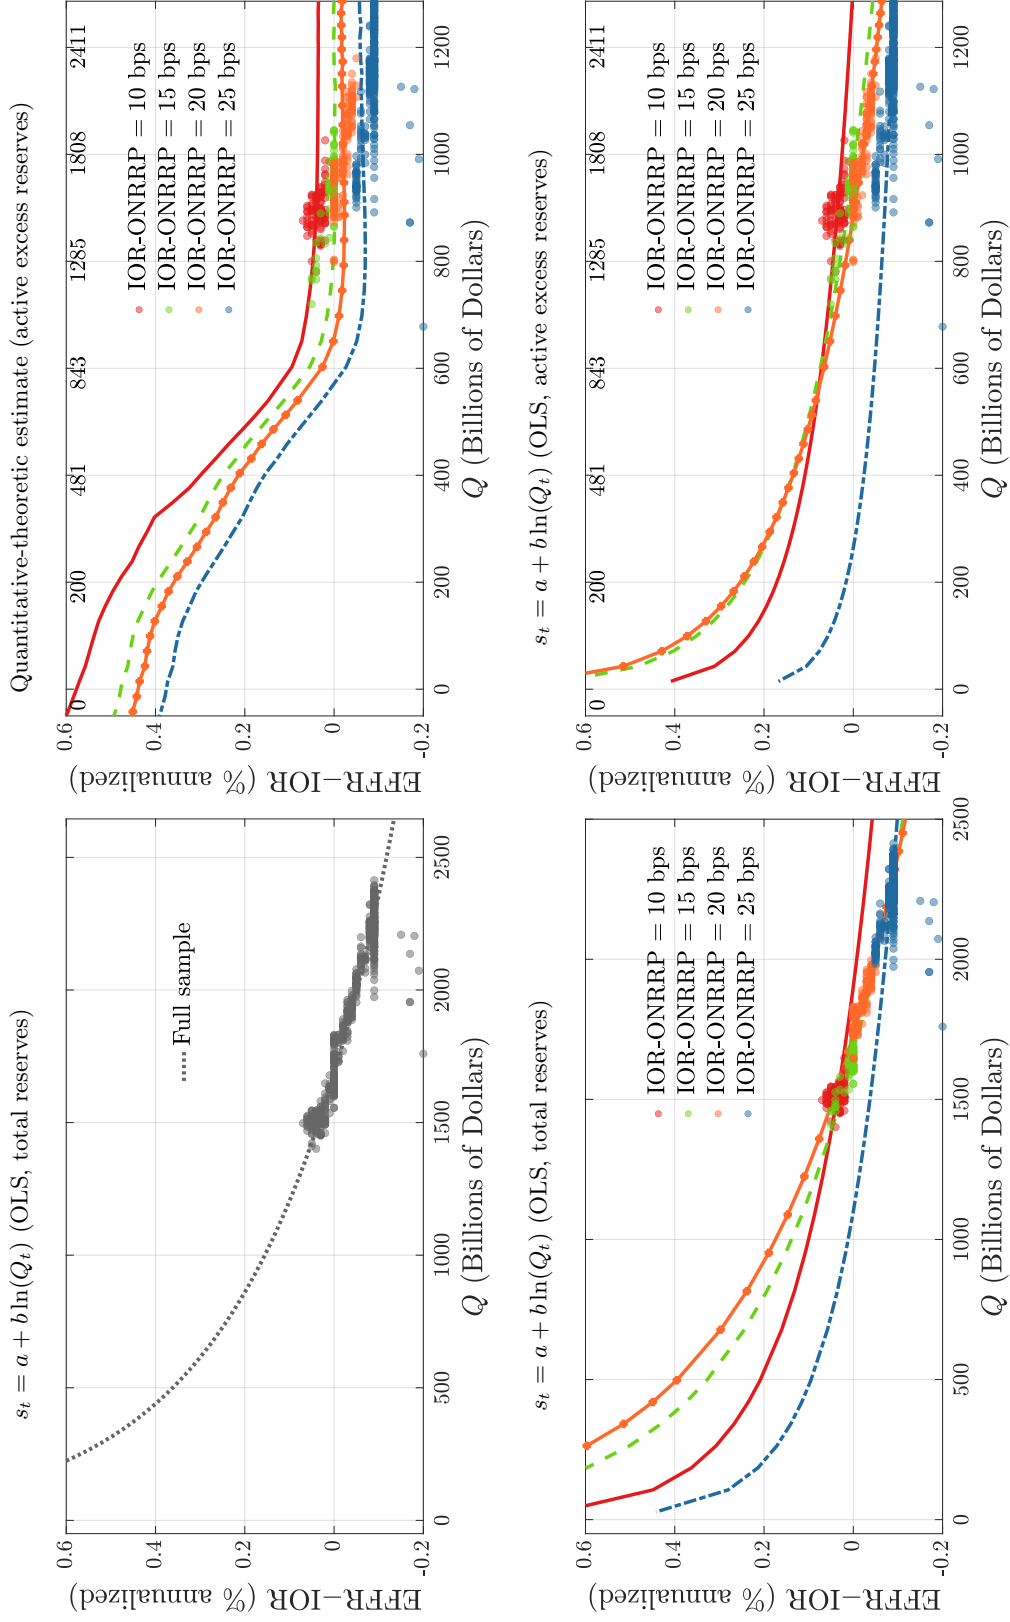 s_t = a + b ln(Q_t) (OLS, total reserves)
EFFR−IOR (% annualized)
0.6
0.4
0.2
0
-0.2
Full sample
0 500 1000 1500 2000 2500
Q (Billions of Dollars)
Quantitative-theoretic estimate (active excess reserves)
EFFR−IOR (% annualized)
0.6
0.4
0.2
0
-0.2
0 200 481 843 1285 1808 2411
IOR-ONRRP = 10 bps
IOR-ONRRP = 15 bps
IOR-ONRRP = 20 bps
IOR-ONRRP = 25 bps
0 200 400 600 800 1000 1200
Q (Billions of Dollars)
s_t = a + b ln(Q_t) (OLS, total reserves)
EFFR−IOR (% annualized)
0.6
0.4
0.2
0
-0.2
IOR-ONRRP = 10 bps
IOR-ONRRP = 15 bps
IOR-ONRRP = 20 bps
IOR-ONRRP = 25 bps
0 500 1000 1500 2000 2500
Q (Billions of Dollars)
s_t = a + b ln(Q_t) (OLS, active excess reserves)
EFFR−IOR (% annualized)
0.6
0.4
0.2
0
-0.2
0 200 481 843 1285 1808 2411
IOR-ONRRP = 10 bps
IOR-ONRRP = 15 bps
IOR-ONRRP = 20 bps
IOR-ONRRP = 25 bps
0 200 400 600 800 1000 1200
Q (Billions of Dollars)